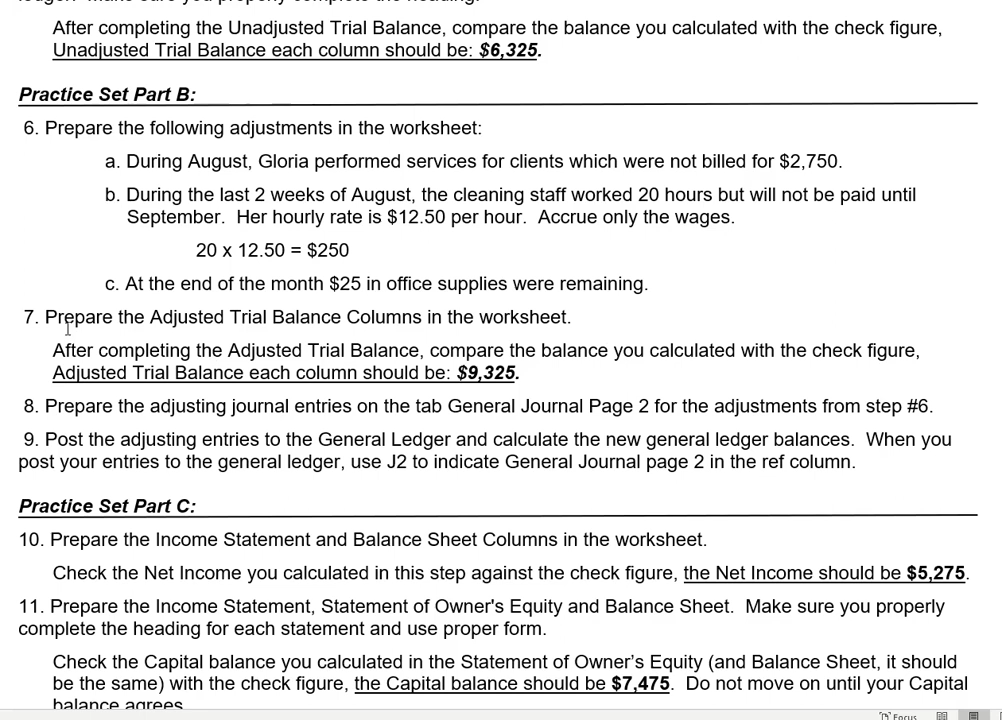 After completing the Unadjusted Trial Balance, compare the balance you calculated with the check figure,
Unadjusted Trial Balance each column should be: $6,325.
Practice Set Part B:
6. Prepare the following adjustments in the worksheet:
a. During August, Gloria performed services for clients which were not billed for $2,750.
b. During the last 2 weeks of August, the cleaning staff worked 20 hours but will not be paid until
September. Her hourly rate is $12.50 per hour. Accrue only the wages.
20 x 12.50 = $250
c. At the end of the month $25 in office supplies were remaining.
7. Prepare the Adjusted Trial Balance Columns in the worksheet.
After completing the Adjusted Trial Balance, compare the balance you calculated with the check figure,
Adjusted Trial Balance each column should be: $9,325.
8. Prepare the adjusting journal entries on the tab General Journal Page 2 for the adjustments from step #6.
9. Post the adjusting entries to the General Ledger and calculate the new general ledger balances. When you
post your entries to the general ledger, use J2 to indicate General Journal page 2 in the ref column.
Practice Set Part C:
10. Prepare the Income Statement and Balance Sheet Columns in the worksheet.
Check the Net Income you calculated in this step against the check figure, the Net Income should be $5,275.
11. Prepare the Income Statement, Statement of Owner's Equity and Balance Sheet. Make sure you properly
complete the heading for each statement and use proper form.
Check the Capital balance you calculated in the Statement of Owner’s Equity (and Balance Sheet, it should
be the same) with the check figure, the Capital balance should be $7,475. Do not move on until your Capital
balance agrees
Focus